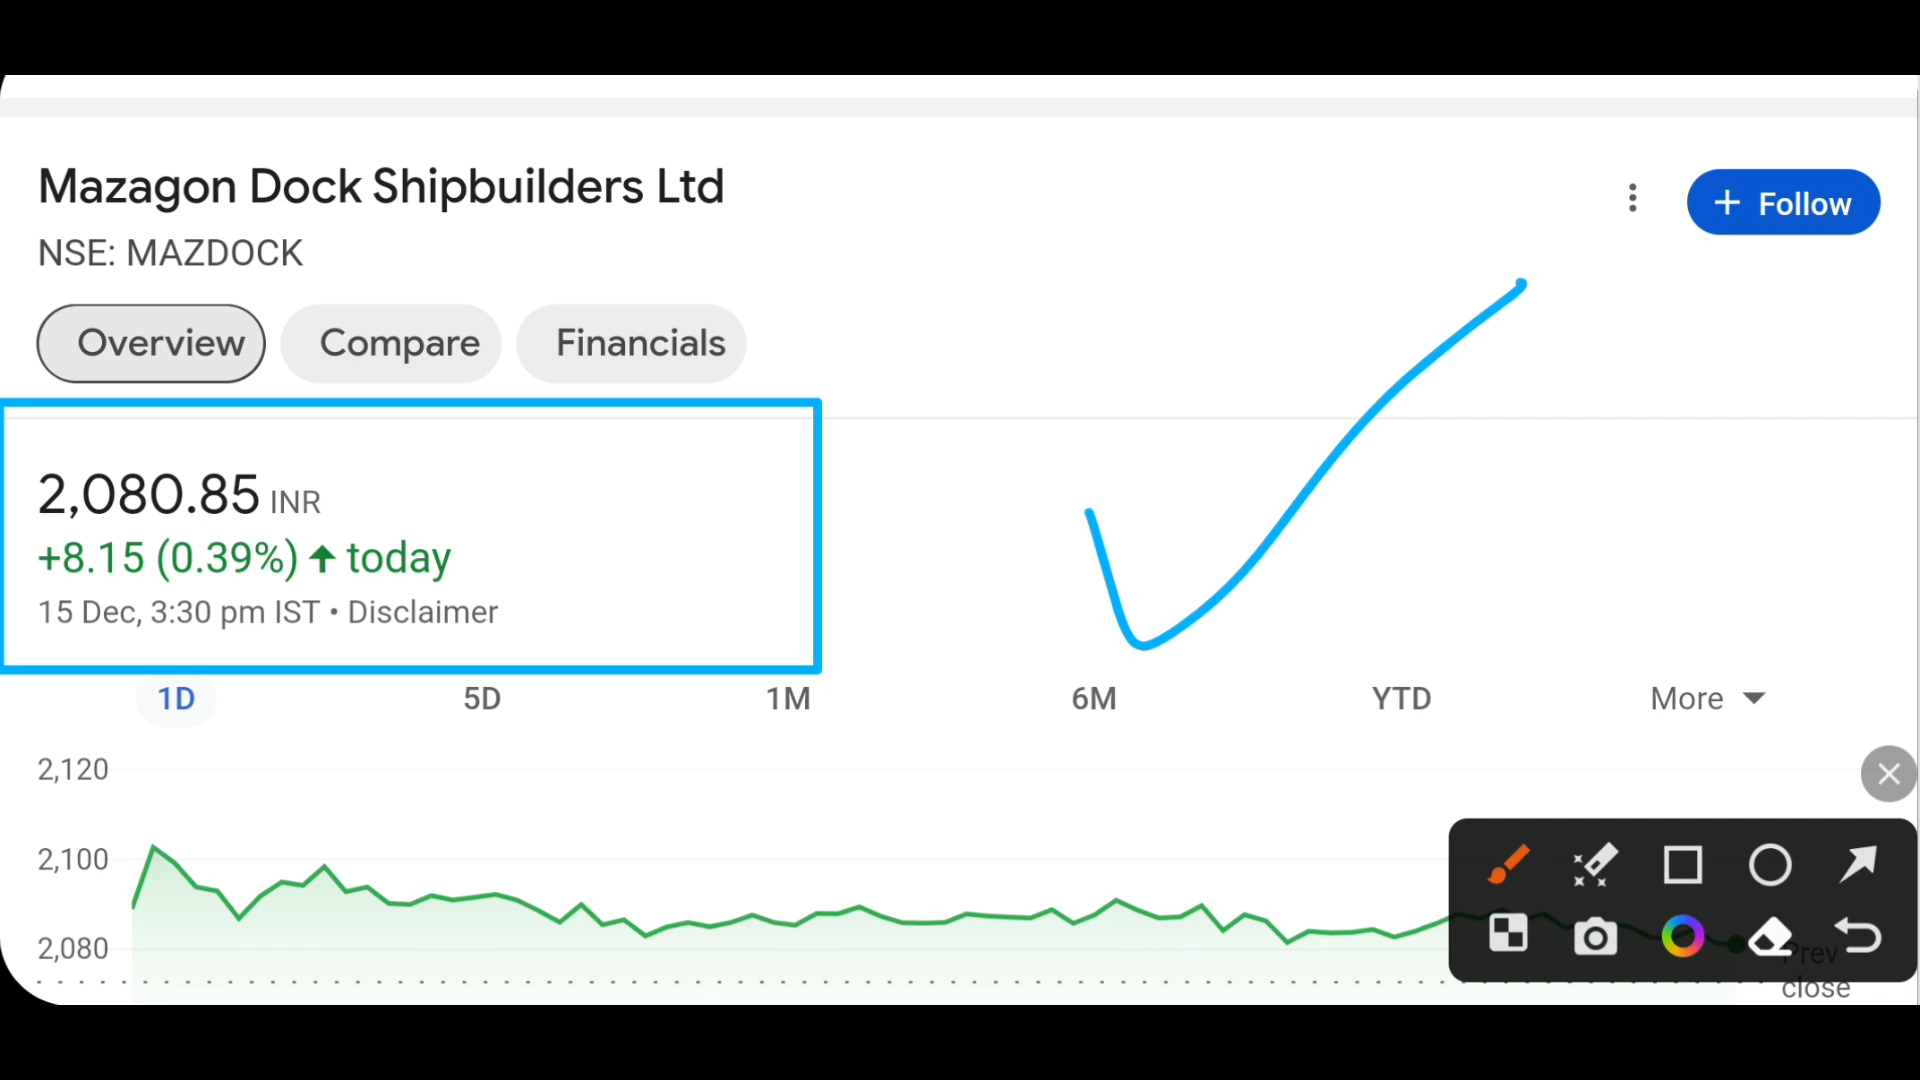 Mazagon Dock Shipbuilders Ltd
+ Follow
NSE: MAZDOCK
Overview
Compare
Financials
2,080.85 INR
+8.15 (0.39%) ↑ today
15 Dec, 3:30 pm IST • Disclaimer
1D 5D 1M 6M YTD More
2,120
2,100
2,080
Prev
close